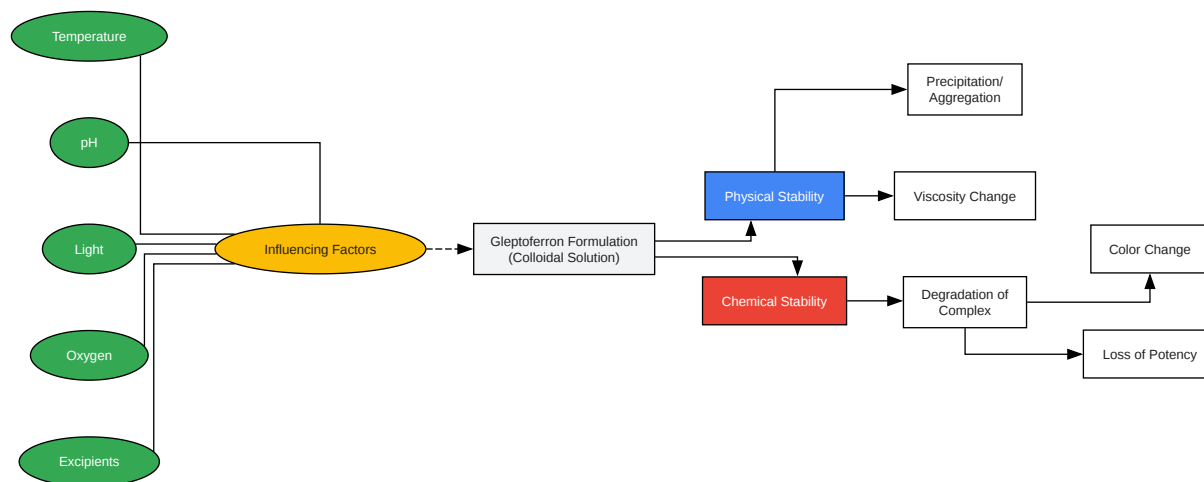 Temperature
pH
Light
Oxygen
Excipients
Influencing Factors
Gleptoferron Formulation
(Colloidal Solution)
Physical Stability
Chemical Stability
Precipitation/
Aggregation
Viscosity Change
Degradation of
Complex
Color Change
Loss of Potency